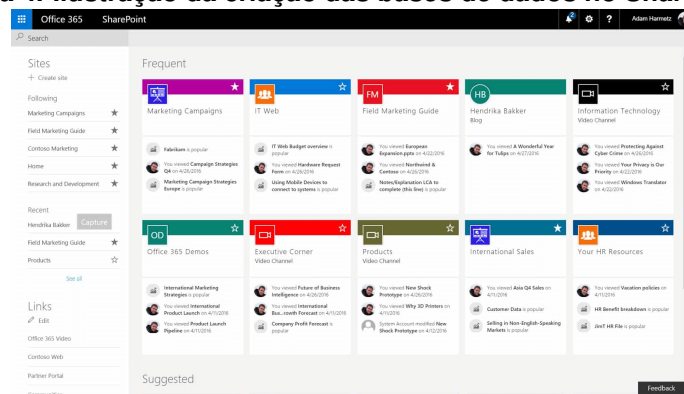 Office 365
SharePoint
2
?
Adam Harmetz
Search
Sites
+ Create site
Following
Marketing Campaigns
Field Marketing Guide
Contoso Marketing
Home
Research and Development
Recent
Hendrika Bakker
Capture
Field Marketing Guide
Products
See all
Links
Edit
Office 365 Video
Contoso Web
Partner Portal
Frequent
Marketing Campaigns
Fabrikam is popular
You viewed Campaign Strategies
Q4 on 4/26/2016
Marketing Campaign Strategies
Europe is popular
IT Web
IT Web Budget overview is
popular
You viewed Hardware Request
Form on 4/26/2016
Using Mobile Devices to
connect to systems is popular
FM
Field Marketing Guide
You viewed European
Expansion.pptx on 4/22/2016
You viewed Northwind &
Contoso on 4/26/2016
Notes/Explanation LCA to
complete (this line) is popular
HB
Hendrika Bakker
Blog
You viewed A Wonderful Year
for Tulips on 4/27/2016
Information Technology
Video Channel
You viewed Protecting Against
Cyber Crime on 4/26/2016
You viewed Your Privacy is Our
Priority on 4/22/2016
You viewed Windows Translator
on 4/22/2016
OD
Office 365 Demos
International Marketing
Strategies is popular
You viewed International
Product Launch on 4/11/2016
You viewed Product Launch
Pipeline on 4/11/2016
Executive Corner
Video Channel
You viewed Future of Business
Intelligence on 4/26/2016
You viewed International
Bus...rowth Forecast on 4/11/2016
Company Profit Forecast is
popular
Products
Video Channel
You viewed New Shock
Prototype on 4/26/2016
You viewed Why 3D Printers on
4/11/2016
System Account modified New
Shock Prototype on 4/12/2016
International Sales
You viewed Asia Q4 Sales on
4/11/2016
Customer Data is popular
Selling in Non-English-Speaking
Markets is popular
Your HR Resources
You viewed Vacation policies on
4/11/2016
HR Benefit breakdown is popular
JimT HR File is popular
Suggested
Feedback